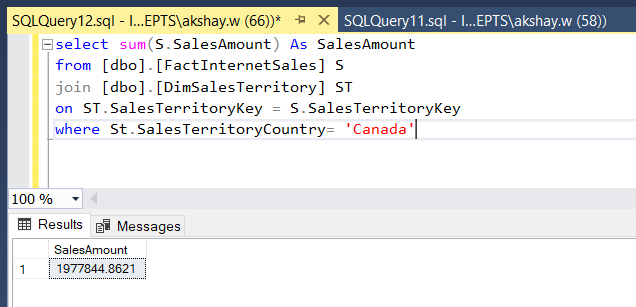 SQLQuery12.sql - I...EPTS\akshay.w (66))* SQLQuery11.sql - I...EPTS\akshay.w (58))
select sum(S.SalesAmount) As SalesAmount
from [dbo].[FactInternetSales] S
join [dbo].[DimSalesTerritory] ST
on ST.SalesTerritoryKey = S.SalesTerritoryKey
where St.SalesTerritoryCountry= 'Canada'
100 %
Results Messages
SalesAmount
1 1977844.8621